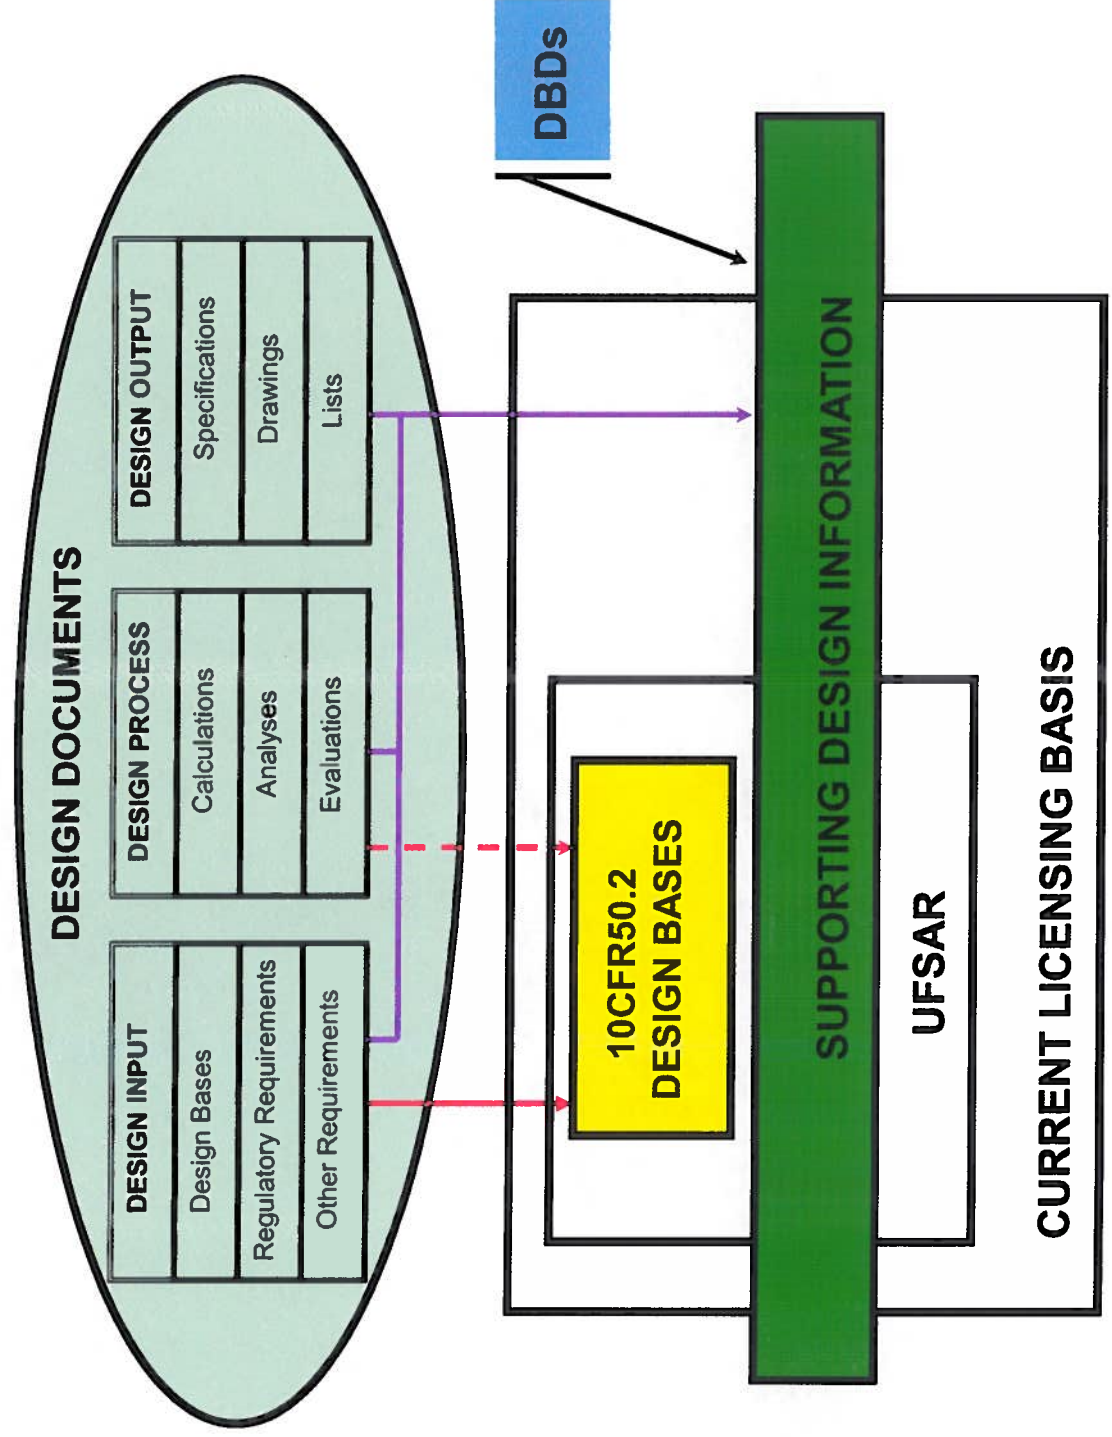 DESIGN DOCUMENTS
DESIGN INPUT
Design Bases
Regulatory Requirements
Other Requirements
DESIGN PROCESS
Calculations
Analyses
Evaluations
DESIGN OUTPUT
Specifications
Drawings
Lists
DBDs
10CFR50.2
DESIGN BASES
SUPPORTING DESIGN INFORMATION
UFSAR
CURRENT LICENSING BASIS